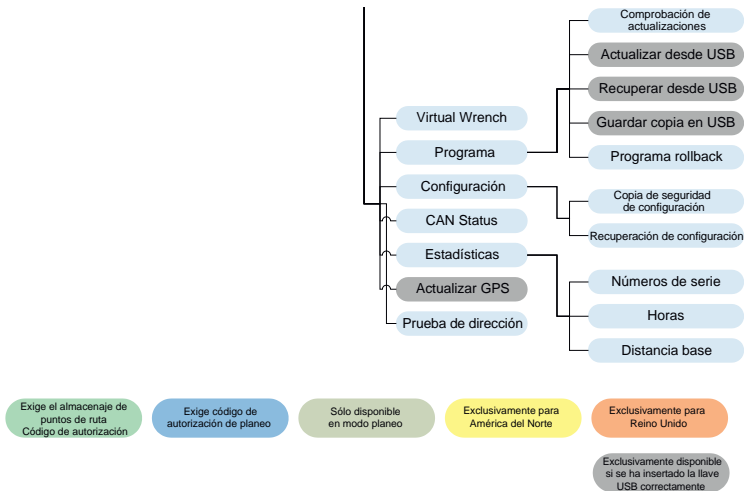 Comprobación de
actualizaciones
Actualizar desde USB
Recuperar desde USB
Guardar copia en USB
Programa rollback
Virtual Wrench
Programa
Configuración
CAN Status
Estadísticas
Actualizar GPS
Prueba de dirección
Copia de seguridad
de configuración
Recuperación de configuración
Números de serie
Horas
Distancia base
Exige el almacenaje de
puntos de ruta
Código de autorización
Exige código de
autorización de planeo
Sólo disponible
en modo planeo
Exclusivamente para
América del Norte
Exclusivamente para
Reino Unido
Exclusivamente disponible
si se ha insertado la llave
USB correctamente